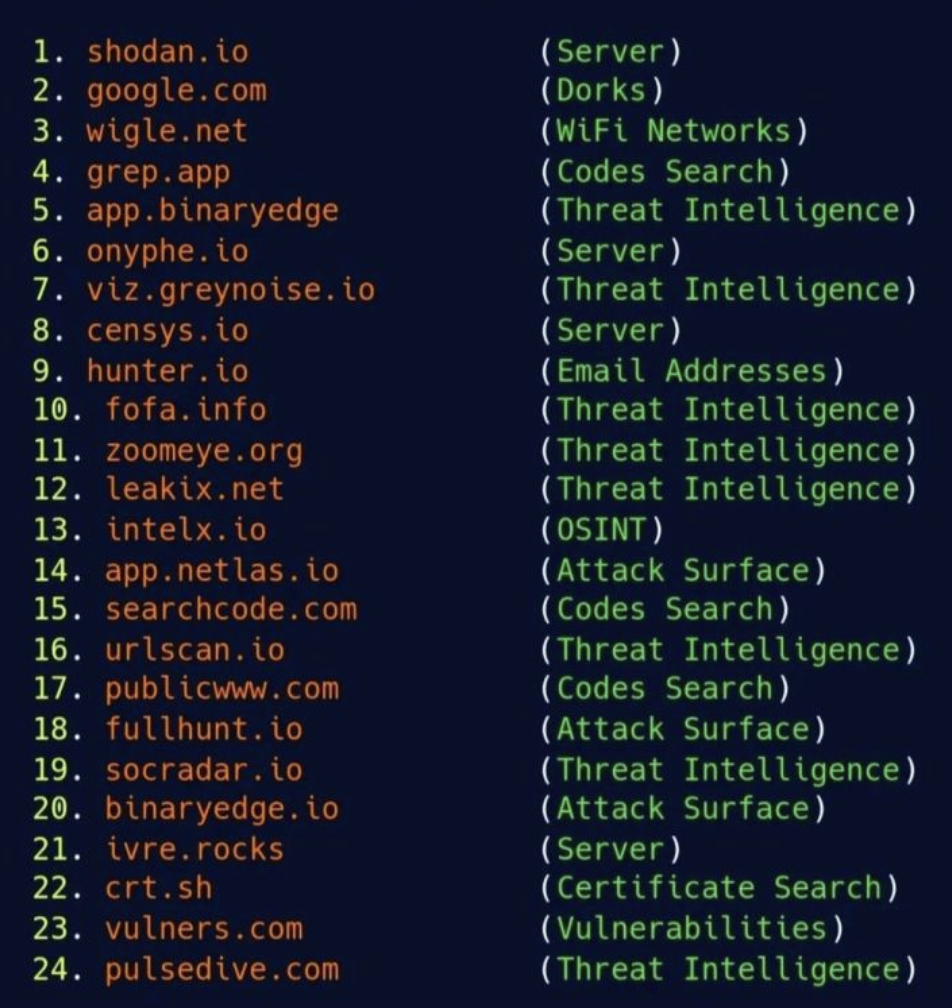 1. shodan.io (Server)
2. google.com (Dorks)
3. wigle.net (WiFi Networks)
4. grep.app (Codes Search)
5. app.binaryedge (Threat Intelligence)
6. onyphe.io (Server)
7. viz.greynoise.io (Threat Intelligence)
8. censys.io (Server)
9. hunter.io (Email Addresses)
10. fofa.info (Threat Intelligence)
11. zoomeye.org (Threat Intelligence)
12. leakix.net (Threat Intelligence)
13. intelx.io (OSINT)
14. app.netlas.io (Attack Surface)
15. searchcode.com (Codes Search)
16. urlscan.io (Threat Intelligence)
17. publicwww.com (Codes Search)
18. fullhunt.io (Attack Surface)
19. socradar.io (Threat Intelligence)
20. binaryedge.io (Attack Surface)
21. ivre.rocks (Server)
22. crt.sh (Certificate Search)
23. vulners.com (Vulnerabilities)
24. pulsedive.com (Threat Intelligence)